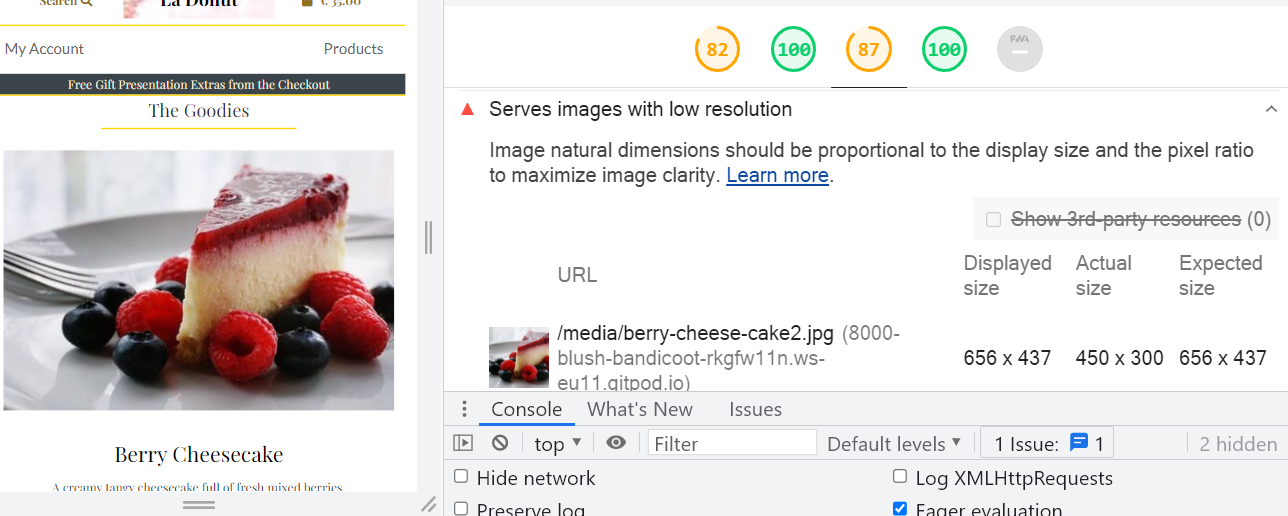 Search
La Donut
€ 35.00
My Account
Products
Free Gift Presentation Extras from the Checkout
The Goodies
Berry Cheesecake
A creamy tangy cheesecake full of fresh mixed berries
82
100
87
100
PWA
Serves images with low resolution
Image natural dimensions should be proportional to the display size and the pixel ratio
to maximize image clarity. Learn more.
Show 3rd-party resources (0)
URL
Displayed size
Actual size
Expected size
/media/berry-cheese-cake2.jpg (8000-
blush-bandicoot-rkgfw11n.ws-
eu11.gitpod.io)
656 x 437
450 x 300
656 x 437
Console
What's New
Issues
top
Filter
Default levels
1 Issue:
1
2 hidden
Hide network
Log XMLHttpRequests
Preserve log
Eager evaluation